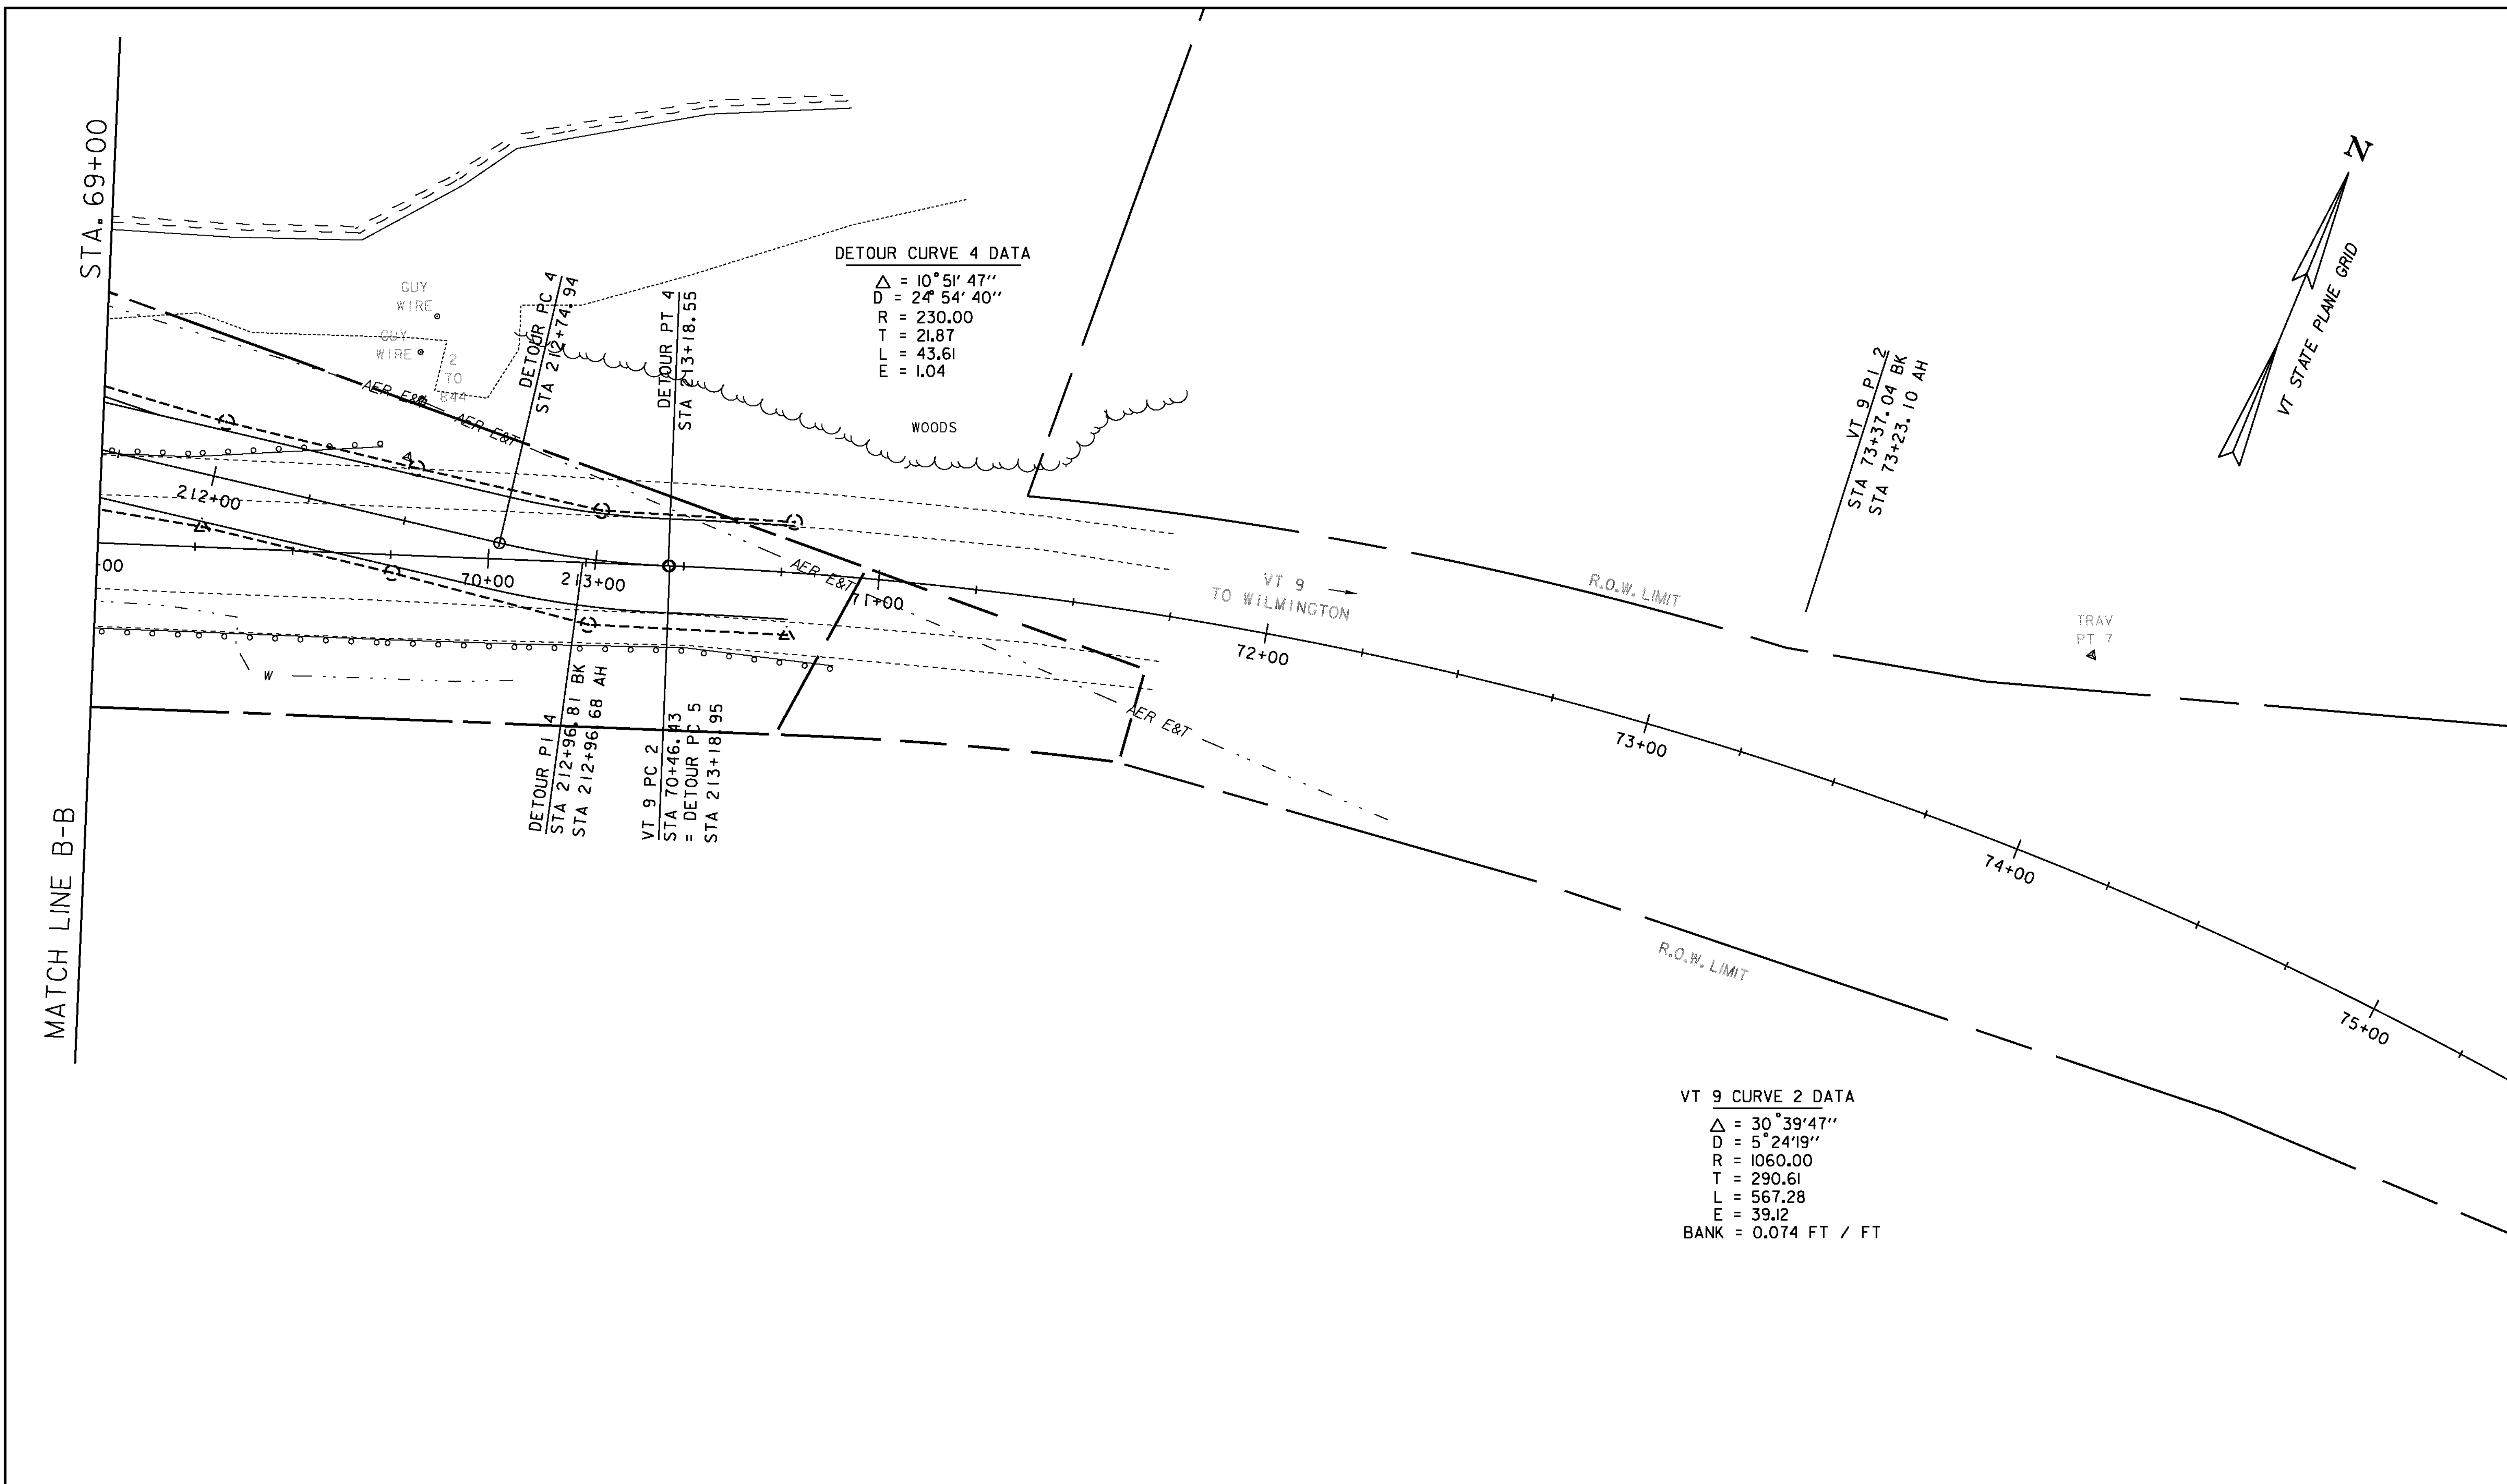 STA. 69+00
MATCH LINE B-B
GUY
WIRE
GUY
WIRE
2
70
844
AER E&T
AER E&T
DETOUR PC 4
STA 212+74.94
DETOUR PT 4
STA 213+18.55
DETOUR CURVE 4 DATA
△ = 10°51'47''
D = 24°54'40''
R = 230.00
T = 21.87
L = 43.61
E = 1.04
WOODS
N
VT STATE PLANE GRID
VT 9 PI 2
STA 73+37.04 BK
STA 73+23.10 AH
212+00
+00
70+00
213+00
AER E&T
71+00
VT 9
TO WILMINGTON
R.O.W. LIMIT
TRAV
PT 7
72+00
73+00
74+00
75+00
W
DETOUR PI 4
STA 212+96.81 BK
STA 212+96.68 AH
VT 9 PC 2
STA 70+46.43
= DETOUR PC 5
STA 213+18.95
AER E&T
R.O.W. LIMIT
VT 9 CURVE 2 DATA
△ = 30°39'47''
D = 5°24'19''
R = 1060.00
T = 290.61
L = 567.28
E = 39.12
BANK = 0.074 FT / FT